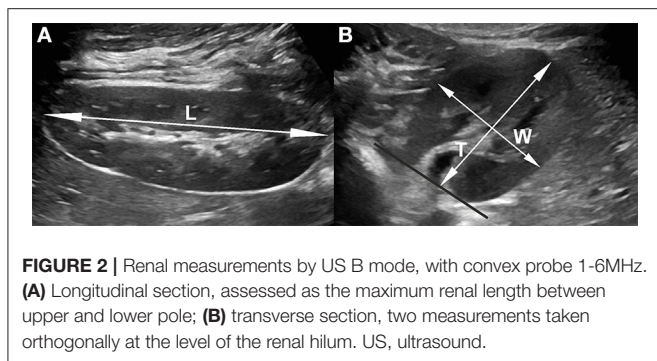 A
B
L
T
W
FIGURE 2 | Renal measurements by US B mode, with convex probe 1-6MHz.
(A) Longitudinal section, assessed as the maximum renal length between
upper and lower pole; (B) transverse section, two measurements taken
orthogonally at the level of the renal hilum. US, ultrasound.